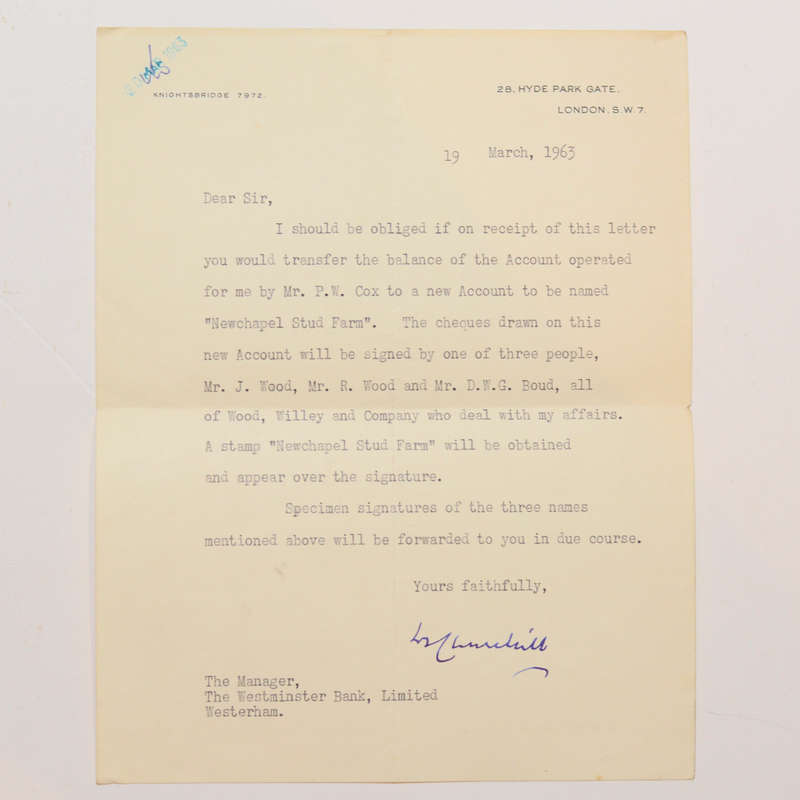 KNIGHTSBRIDGE 7972.
28, HYDE PARK GATE,
LONDON, S.W.7.
19 March, 1963
Dear Sir,
I should be obliged if on receipt of this letter
you would transfer the balance of the Account operated
for me by Mr. P.W. Cox to a new Account to be named
"Newchapel Stud Farm". The cheques drawn on this
new Account will be signed by one of three people,
Mr. J. Wood, Mr. R. Wood and Mr. D.W.G. Boud, all
of Wood, Willey and Company who deal with my affairs.
A stamp "Newchapel Stud Farm" will be obtained
and appear over the signature.
Specimen signatures of the three names
mentioned above will be forwarded to you in due course.
Yours faithfully,
W S Churchill
The Manager,
The Westminster Bank, Limited
Westerham.